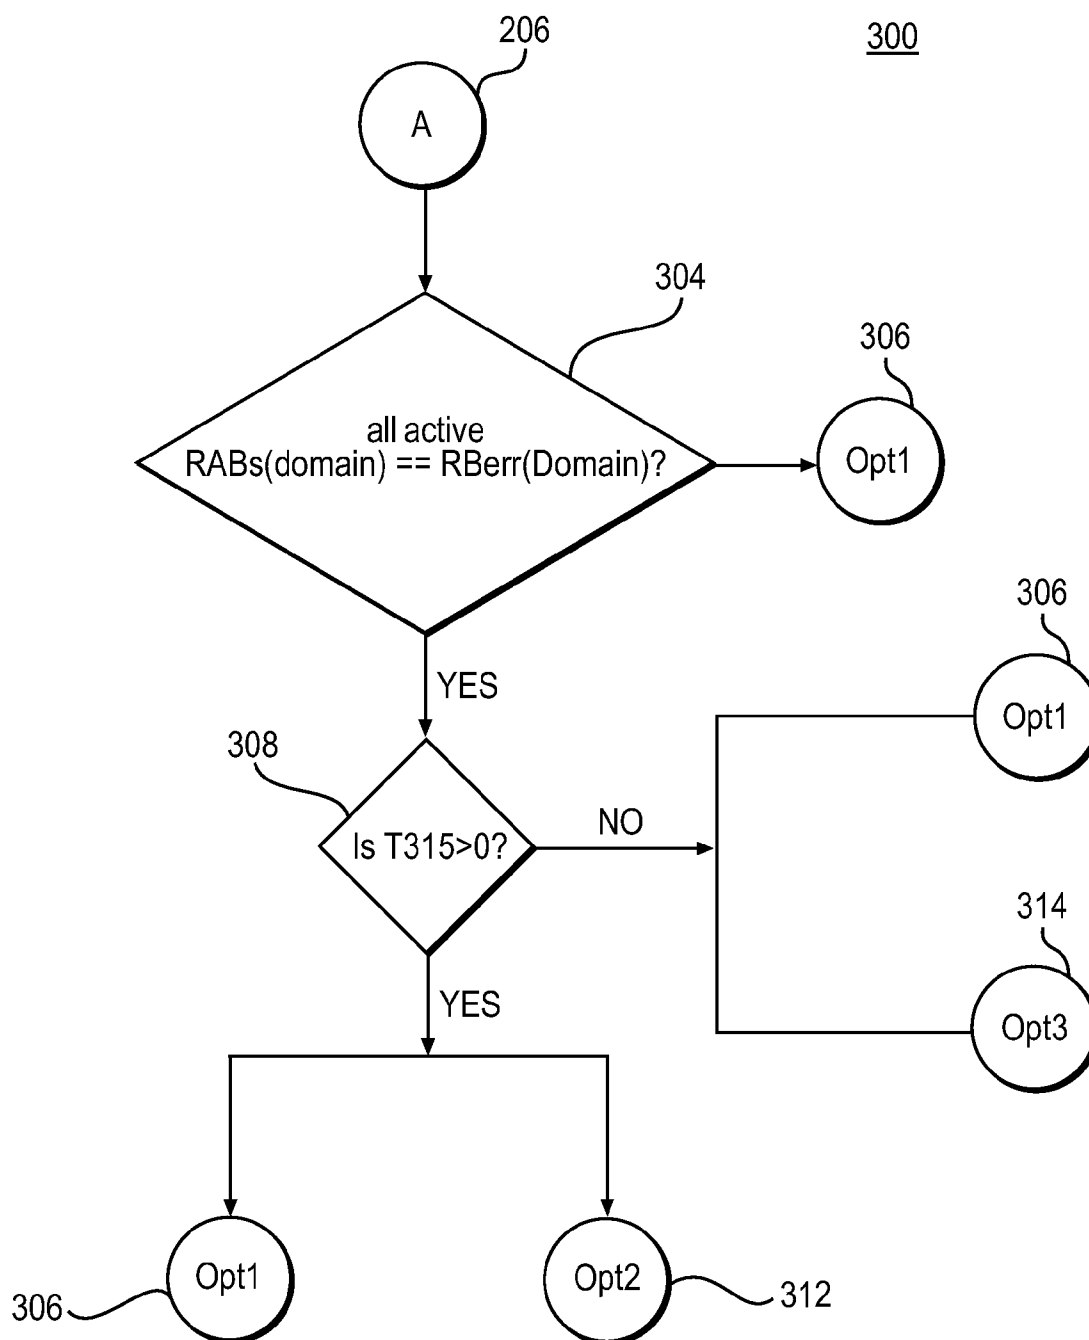 206
300
A
304
306
all active
RABs(domain) == RBerr(Domain)?
Opt1
306
YES
Opt1
308
NO
Is T315>0?
314
YES
Opt3
Opt1
Opt2
306
312